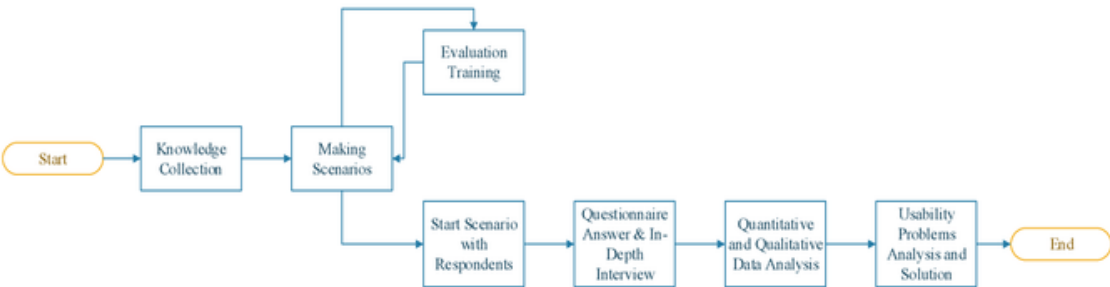 Evaluation
Training
Start
Knowledge
Collection
Making
Scenarios
Start Scenario
with
Respondents
Questionnaire
Answer & In-
Depth
Interview
Quantitative
and Qualitative
Data Analysis
Usability
Problems
Analysis and
Solution
End